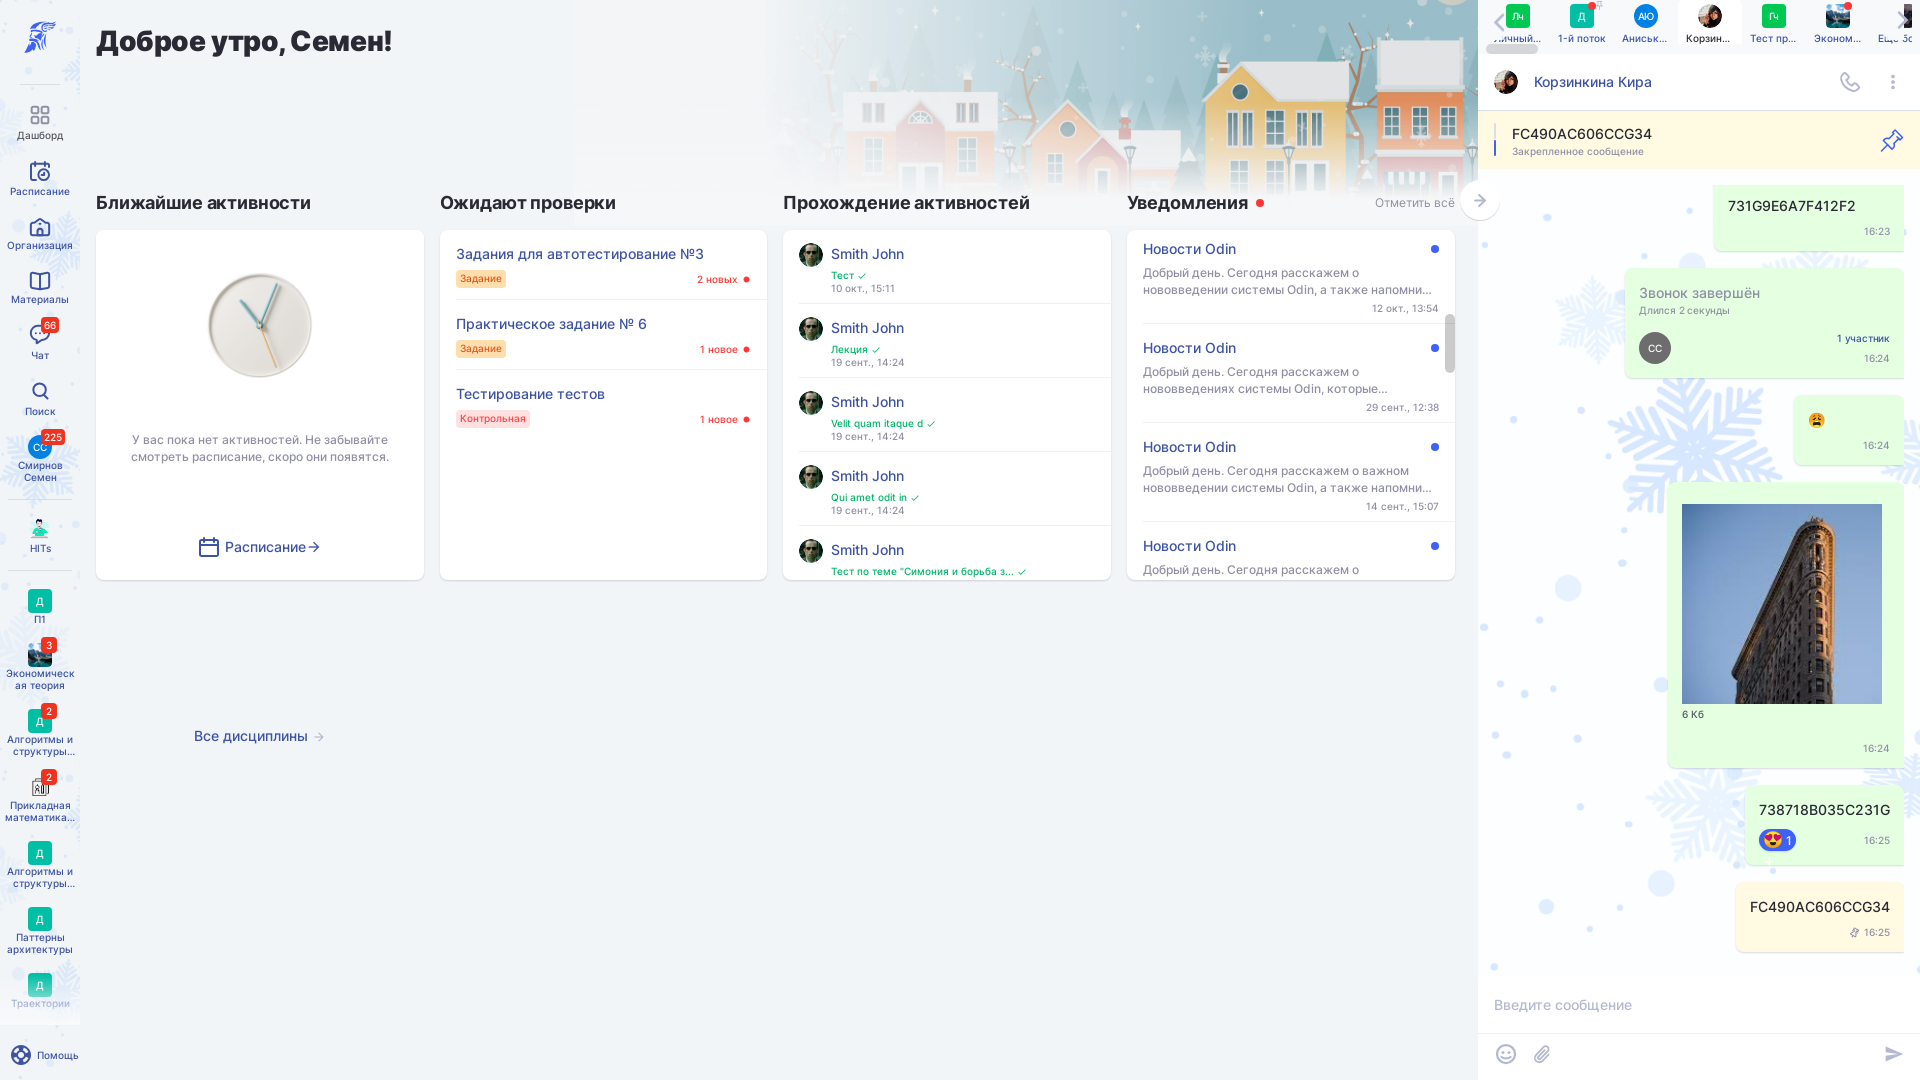 Доброе утро, Семен!
Дашборд
Расписание
Организация
Материалы
66
Чат
Поиск
СС
225
Смирнов
Семен
HITs
Д
П1
3
Экономическ
ая теория
Д
2
Алгоритмы и
структуры...
2
Прикладная
математика...
Д
Алгоритмы и
структуры...
Д
Паттерны
архитектуры
Д
Траектории
Помощь
Ближайшие активности
У вас пока нет активностей. Не забывайте
смотреть расписание, скоро они появятся.
Расписание
Все дисциплины
Ожидают проверки
Задания для автотестирование №3
Задание
2 новых
Практическое задание № 6
Задание
1 новое
Тестирование тестов
Контрольная
1 новое
Прохождение активностей
Smith John
Тест
10 окт., 15:11
Smith John
Лекция
19 сент., 14:24
Smith John
Velit quam itaque d
19 сент., 14:24
Smith John
Qui amet odit in
19 сент., 14:24
Smith John
Тест по теме "Симония и борьба з...
Уведомления
Отметить всё
Новости Odin
Добрый день. Сегодня расскажем о
нововведении системы Odin, а также напомни...
12 окт., 13:54
Новости Odin
Добрый день. Сегодня расскажем о
нововведениях системы Odin, которые...
29 сент., 12:38
Новости Odin
Добрый день. Сегодня расскажем о важном
нововведении системы Odin, а также напомни...
14 сент., 15:07
Новости Odin
Добрый день. Сегодня расскажем о
Лч
Личный...
Д
1-й поток
АЮ
Аниськ...
Корзин...
Гч
Тест пр...
Эконом...
Ещё бо
Корзинкина Кира
FC490AC606CCG34
Закрепленное сообщение
731G9E6A7F412F2
16:23
Звонок завершён
Длился 2 секунды
СС
1 участник
16:24
16:24
6 Кб
16:24
738718B035C231G
1
16:25
FC490AC606CCG34
16:25
Введите сообщение